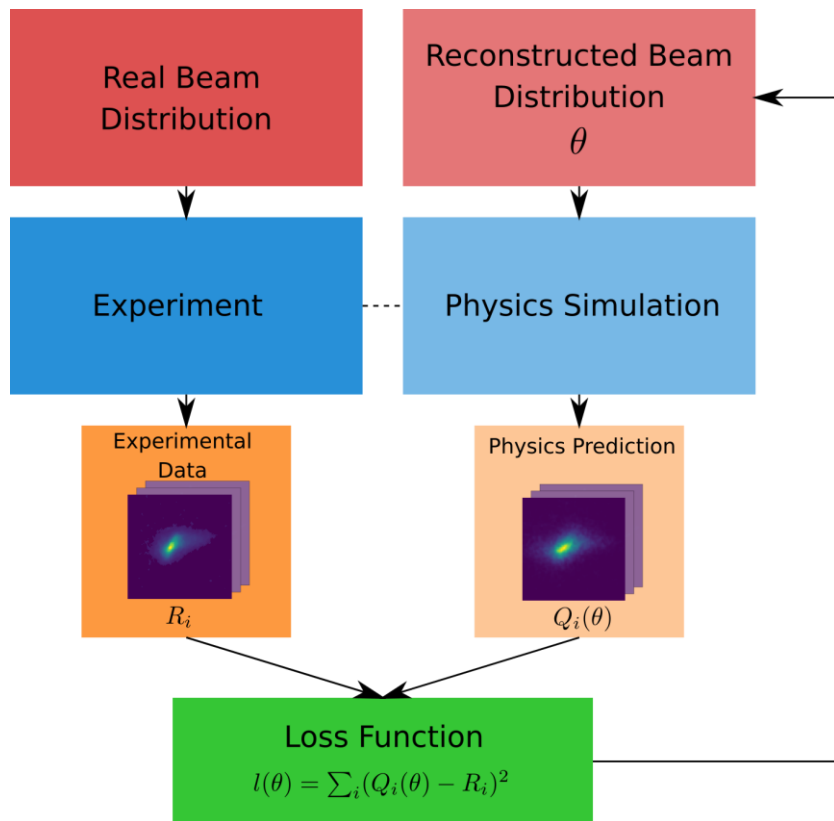 Real Beam
Distribution
Reconstructed Beam
Distribution
θ
Experiment
Physics Simulation
Experimental
Data
R_i
Physics Prediction
Q_i(θ)
Loss Function
l(θ) = ∑_i(Q_i(θ) − R_i)^2